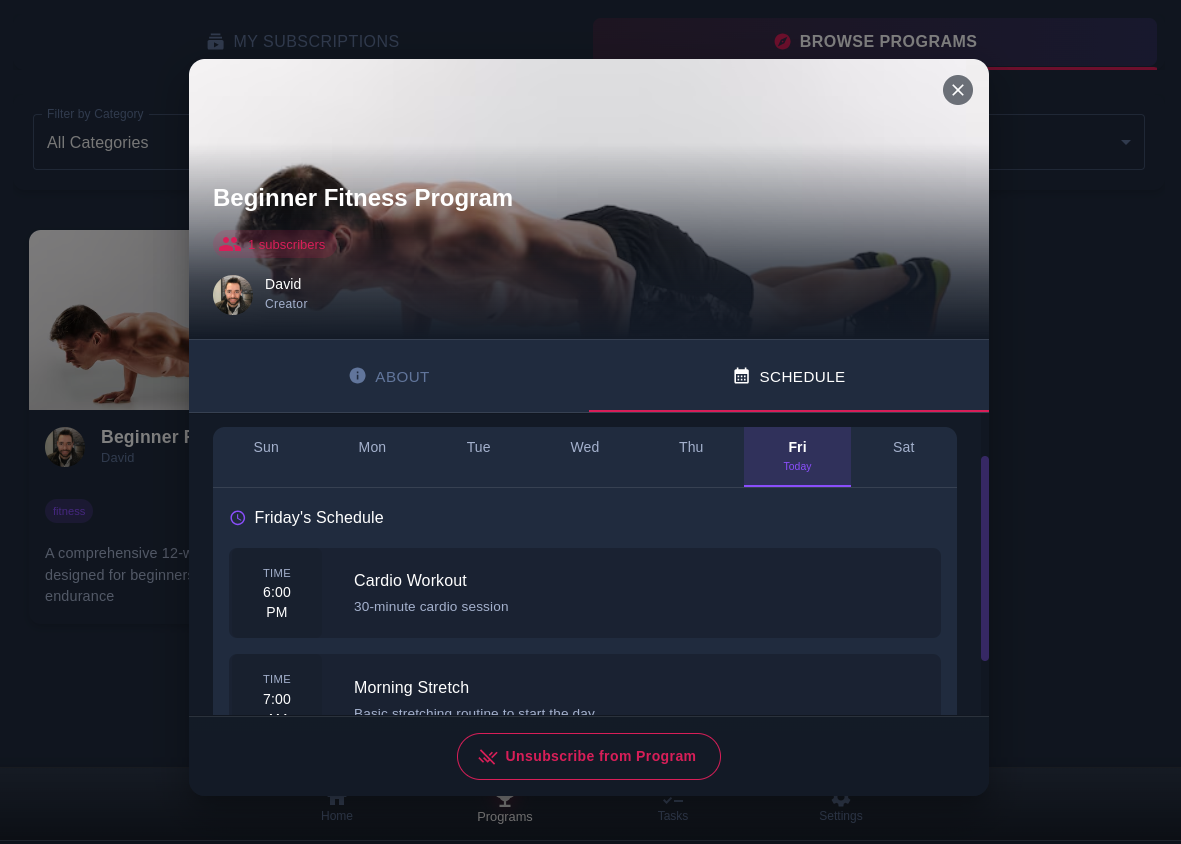 MY SUBSCRIPTIONS
BROWSE PROGRAMS
Filter by Category
All Categories
Beginner Fitness Program
1 subscribers
David
Creator
ABOUT
SCHEDULE
Sun
Mon
Tue
Wed
Thu
Fri
Today
Sat
Friday's Schedule
TIME
6:00
PM
Cardio Workout
30-minute cardio session
TIME
7:00
Morning Stretch
Basic stretching routine to start the day
Unsubscribe from Program
Beginner
David
fitness
A comprehensive
designed for beginners
endurance
Home
Programs
Tasks
Settings